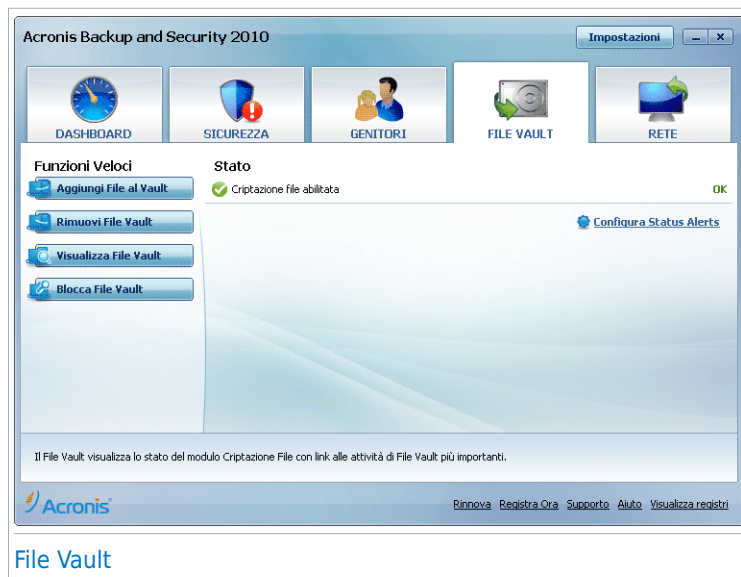 Acronis Backup and Security 2010
Impostazioni
DASHBOARD
SICUREZZA
GENITORI
FILE VAULT
RETE
Funzioni Veloci
Aggiungi File al Vault
Rimuovi File Vault
Visualizza File Vault
Blocca File Vault
Stato
Criptazione file abilitata
OK
Configura Status Alerts
Il File Vault visualizza lo stato del modulo Criptazione File con link alle attività di File Vault più importanti.
Acronis
Rinnova Registra Ora Supporto Aiuto Visualizza registri
File Vault